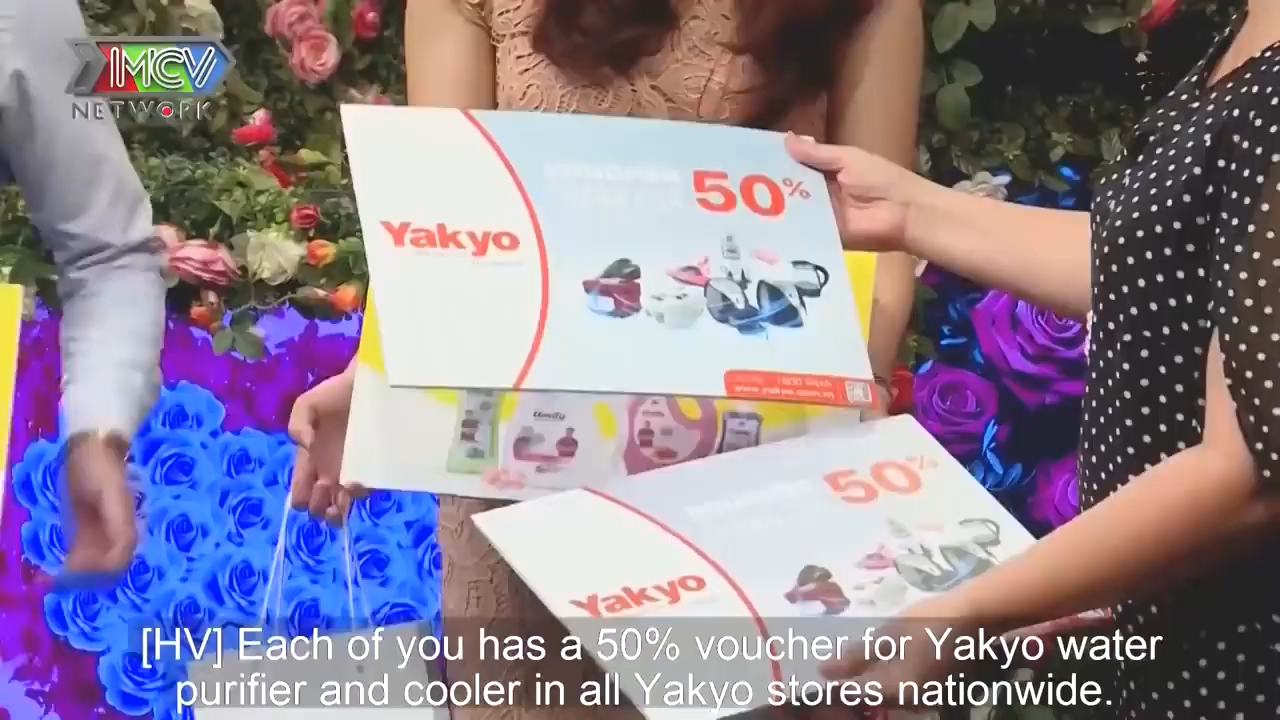 MCV
NETWORK
VOUCHER
50%
Yakyo
www.yakyo.com.vn
50%
Yakyo
[HV] Each of you has a 50% voucher for Yakyo water
purifier and cooler in all Yakyo stores nationwide.